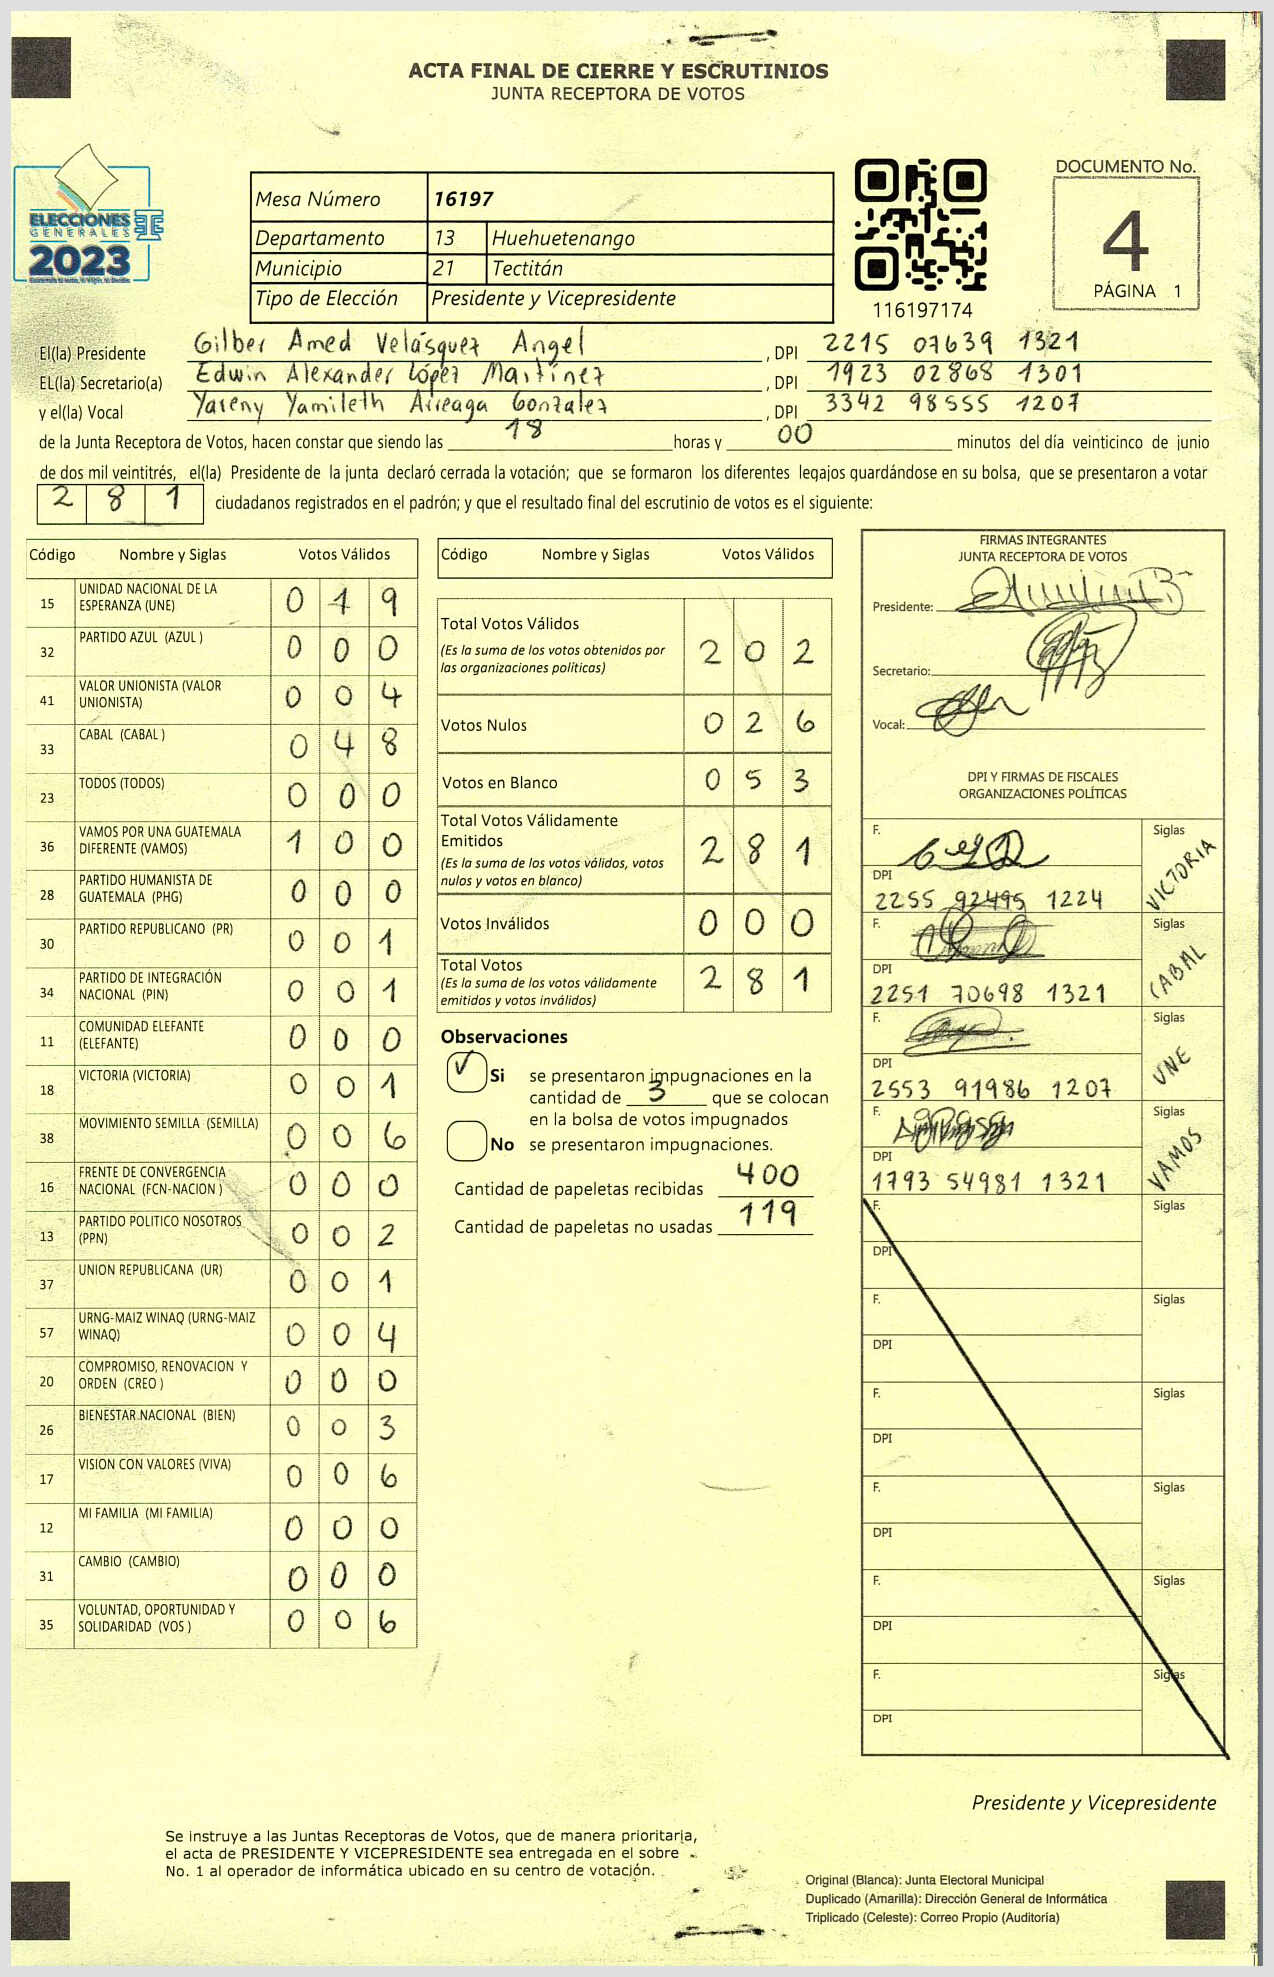 ACTA FINAL DE CIERRE Y ESCRUTINIOS
JUNTA RECEPTORA DE VOTOS
ELECCIONES
GENERALES
2023
Mesa Número 16197
Departamento 13 Huehuetenango
Municipio 21 Tectitán
Tipo de Elección Presidente y Vicepresidente
116197174
DOCUMENTO No.
4
PÁGINA 1
El(la) Presidente Gilber Amed Velásquez Angel , DPI 2215 07639 1321
EL(la) Secretario(a) Edwin Alexander López Martínez , DPI 1923 02868 1301
y el(la) Vocal Yareny Yamileth Arreaga Gonzalez , DPI 3342 98555 1207
de la Junta Receptora de Votos, hacen constar que siendo las 18 horas y 00 minutos del día veinticinco de junio
de dos mil veintitrés, el(la) Presidente de la junta declaró cerrada la votación; que se formaron los diferentes legajos guardándose en su bolsa, que se presentaron a votar
2 8 1 ciudadanos registrados en el padrón; y que el resultado final del escrutinio de votos es el siguiente:
Código Nombre y Siglas Votos Válidos
15 UNIDAD NACIONAL DE LA
ESPERANZA (UNE) 0 1 9
32 PARTIDO AZUL (AZUL ) 0 0 0
41 VALOR UNIONISTA (VALOR
UNIONISTA) 0 0 4
33 CABAL (CABAL ) 0 4 8
23 TODOS (TODOS) 0 0 0
36 VAMOS POR UNA GUATEMALA
DIFERENTE (VAMOS) 1 0 0
28 PARTIDO HUMANISTA DE
GUATEMALA (PHG) 0 0 0
30 PARTIDO REPUBLICANO (PR) 0 0 1
34 PARTIDO DE INTEGRACIÓN
NACIONAL (PIN) 0 0 1
11 COMUNIDAD ELEFANTE
(ELEFANTE) 0 0 0
18 VICTORIA (VICTORIA) 0 0 1
38 MOVIMIENTO SEMILLA (SEMILLA) 0 0 6
16 FRENTE DE CONVERGENCIA
NACIONAL (FCN-NACION ) 0 0 0
13 PARTIDO POLITICO NOSOTROS
(PPN) 0 0 2
37 UNION REPUBLICANA (UR) 0 0 1
57 URNG-MAIZ WINAQ (URNG-MAIZ
WINAQ) 0 0 4
20 COMPROMISO, RENOVACION Y
ORDEN (CREO ) 0 0 0
26 BIENESTAR NACIONAL (BIEN) 0 0 3
17 VISION CON VALORES (VIVA) 0 0 6
12 MI FAMILIA (MI FAMILIA) 0 0 0
31 CAMBIO (CAMBIO) 0 0 0
35 VOLUNTAD, OPORTUNIDAD Y
SOLIDARIDAD (VOS ) 0 0 6
Código Nombre y Siglas Votos Válidos
Total Votos Válidos
(Es la suma de los votos obtenidos por
las organizaciones políticas) 2 0 2
Votos Nulos 0 2 6
Votos en Blanco 0 5 3
Total Votos Válidamente
Emitidos
(Es la suma de los votos válidos, votos
nulos y votos en blanco) 2 8 1
Votos Inválidos 0 0 0
Total Votos
(Es la suma de los votos válidamente
emitidos y votos inválidos) 2 8 1
Observaciones
Si se presentaron impugnaciones en la
cantidad de 3 que se colocan
en la bolsa de votos impugnados
No se presentaron impugnaciones.
Cantidad de papeletas recibidas 400
Cantidad de papeletas no usadas 119
FIRMAS INTEGRANTES
JUNTA RECEPTORA DE VOTOS
Presidente:
Secretario:
Vocal:
DPI Y FIRMAS DE FISCALES
ORGANIZACIONES POLÍTICAS
F. Siglas
DPI VICTORIA
2255 92495 1224
F. Siglas
DPI CABAL
2251 70698 1321
F. Siglas
DPI UNE
2553 91986 1207
F. Siglas
DPI VAMOS
1793 54981 1321
F. Siglas
DPI
F. Siglas
DPI
F. Siglas
DPI
F. Siglas
DPI
F. Siglas
DPI
F. Siglas
DPI
Presidente y Vicepresidente
Se instruye a las Juntas Receptoras de Votos, que de manera prioritaria,
el acta de PRESIDENTE Y VICEPRESIDENTE sea entregada en el sobre
No. 1 al operador de informática ubicado en su centro de votación.
Original (Blanca): Junta Electoral Municipal
Duplicado (Amarilla): Dirección General de Informática
Triplicado (Celeste): Correo Propio (Auditoría)